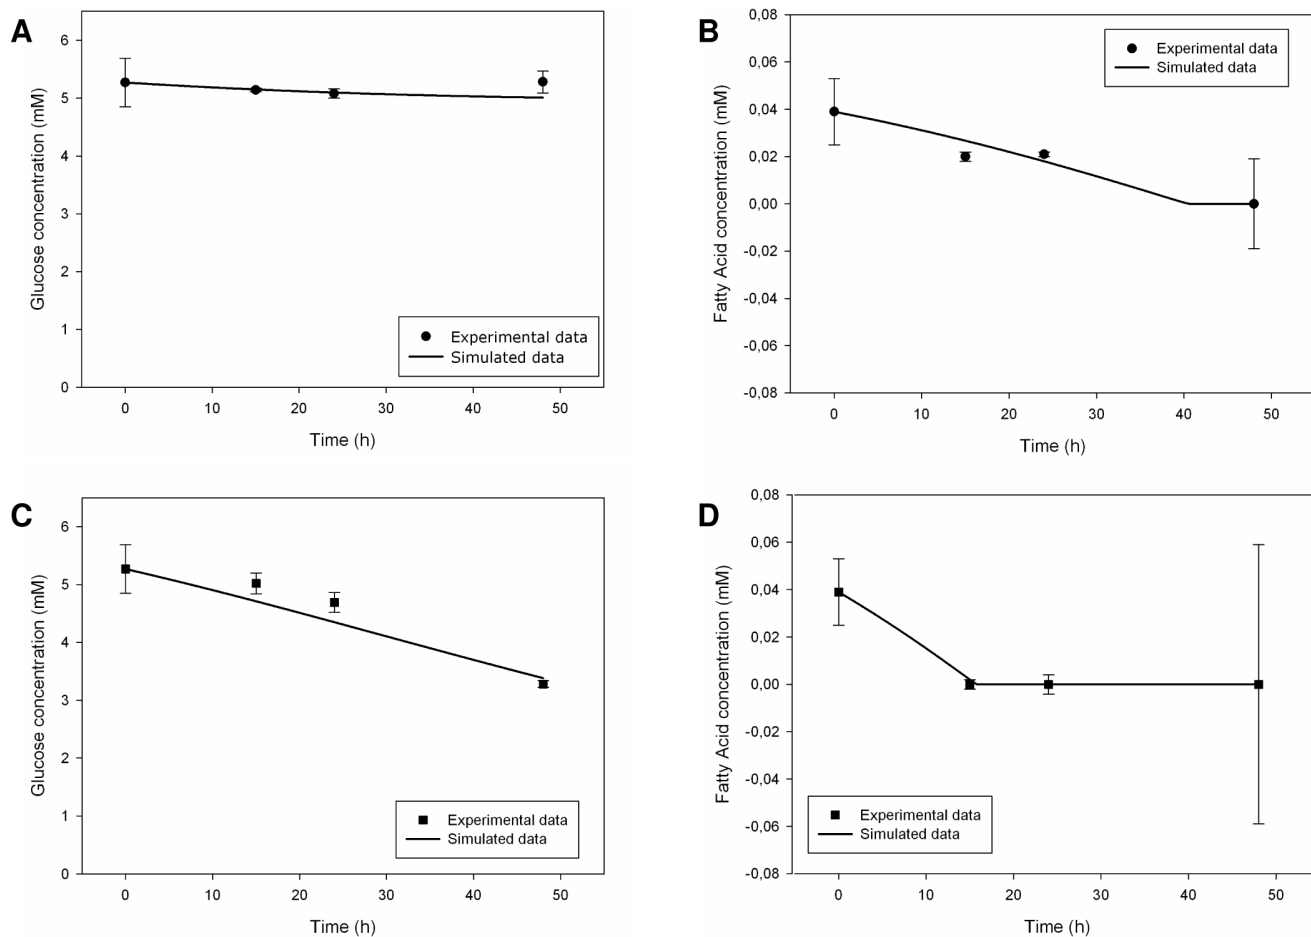 A
Glucose concentration (mM)
6
5
4
3
2
1
0
0 10 20 30 40 50
Time (h)
Experimental data
Simulated data
B
Fatty Acid concentration (mM)
0,08
0,06
0,04
0,02
0,00
-0,02
-0,04
-0,06
-0,08
0 10 20 30 40 50
Time (h)
Experimental data
Simulated data
C
Glucose concentration (mM)
6
5
4
3
2
1
0
0 10 20 30 40 50
Time (h)
Experimental data
Simulated data
D
Fatty Acid concentration (mM)
0,08
0,06
0,04
0,02
0,00
-0,02
-0,04
-0,06
-0,08
0 10 20 30 40 50
Time (h)
Experimental data
Simulated data